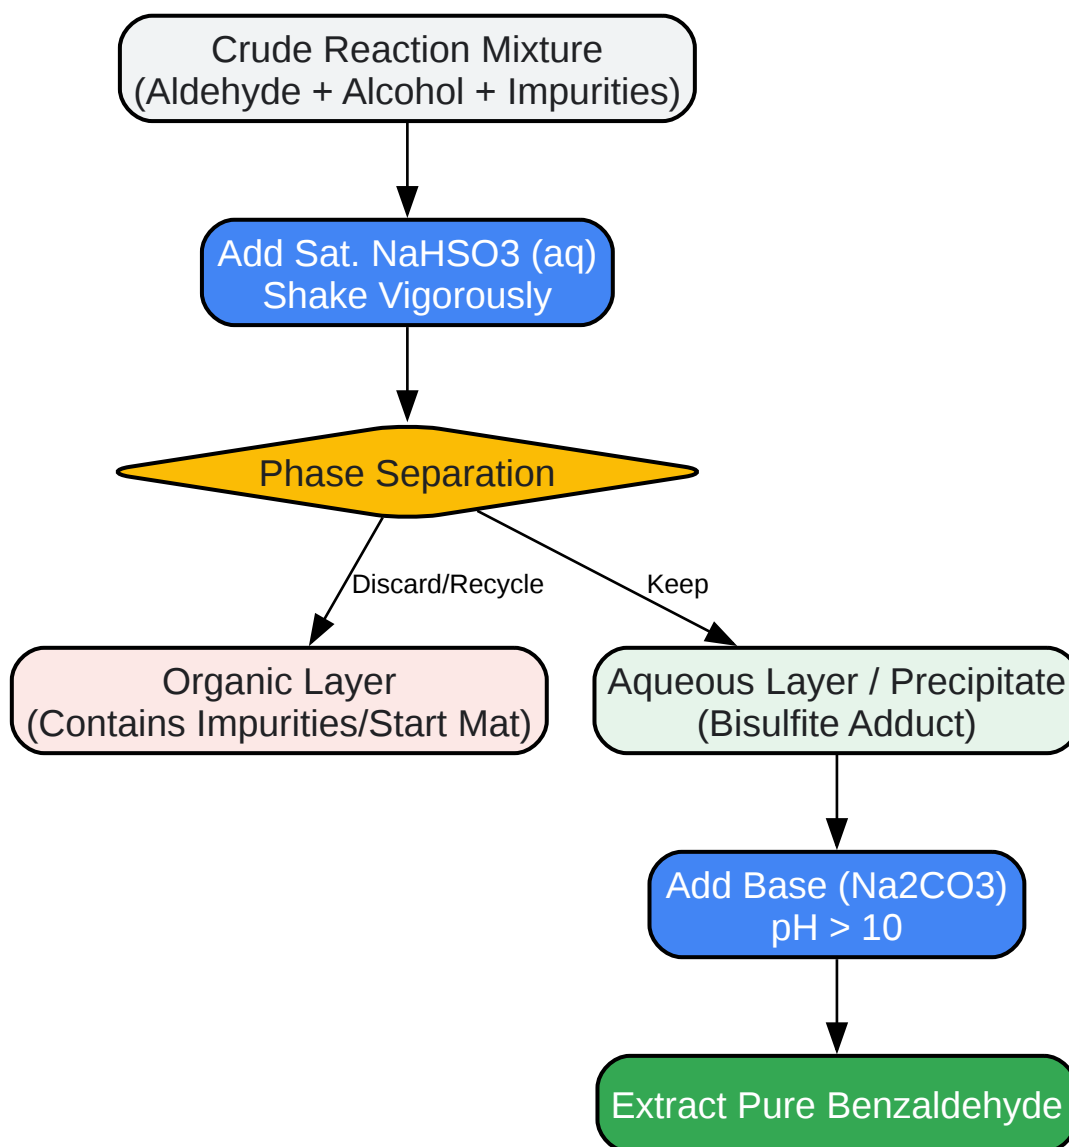 Crude Reaction Mixture
(Aldehyde + Alcohol + Impurities)
Add Sat. NaHSO3 (aq)
Shake Vigorously
Phase Separation
Discard/Recycle
Keep
Organic Layer
(Contains Impurities/Start Mat)
Aqueous Layer / Precipitate
(Bisulfite Adduct)
Add Base (Na2CO3)
pH > 10
Extract Pure Benzaldehyde